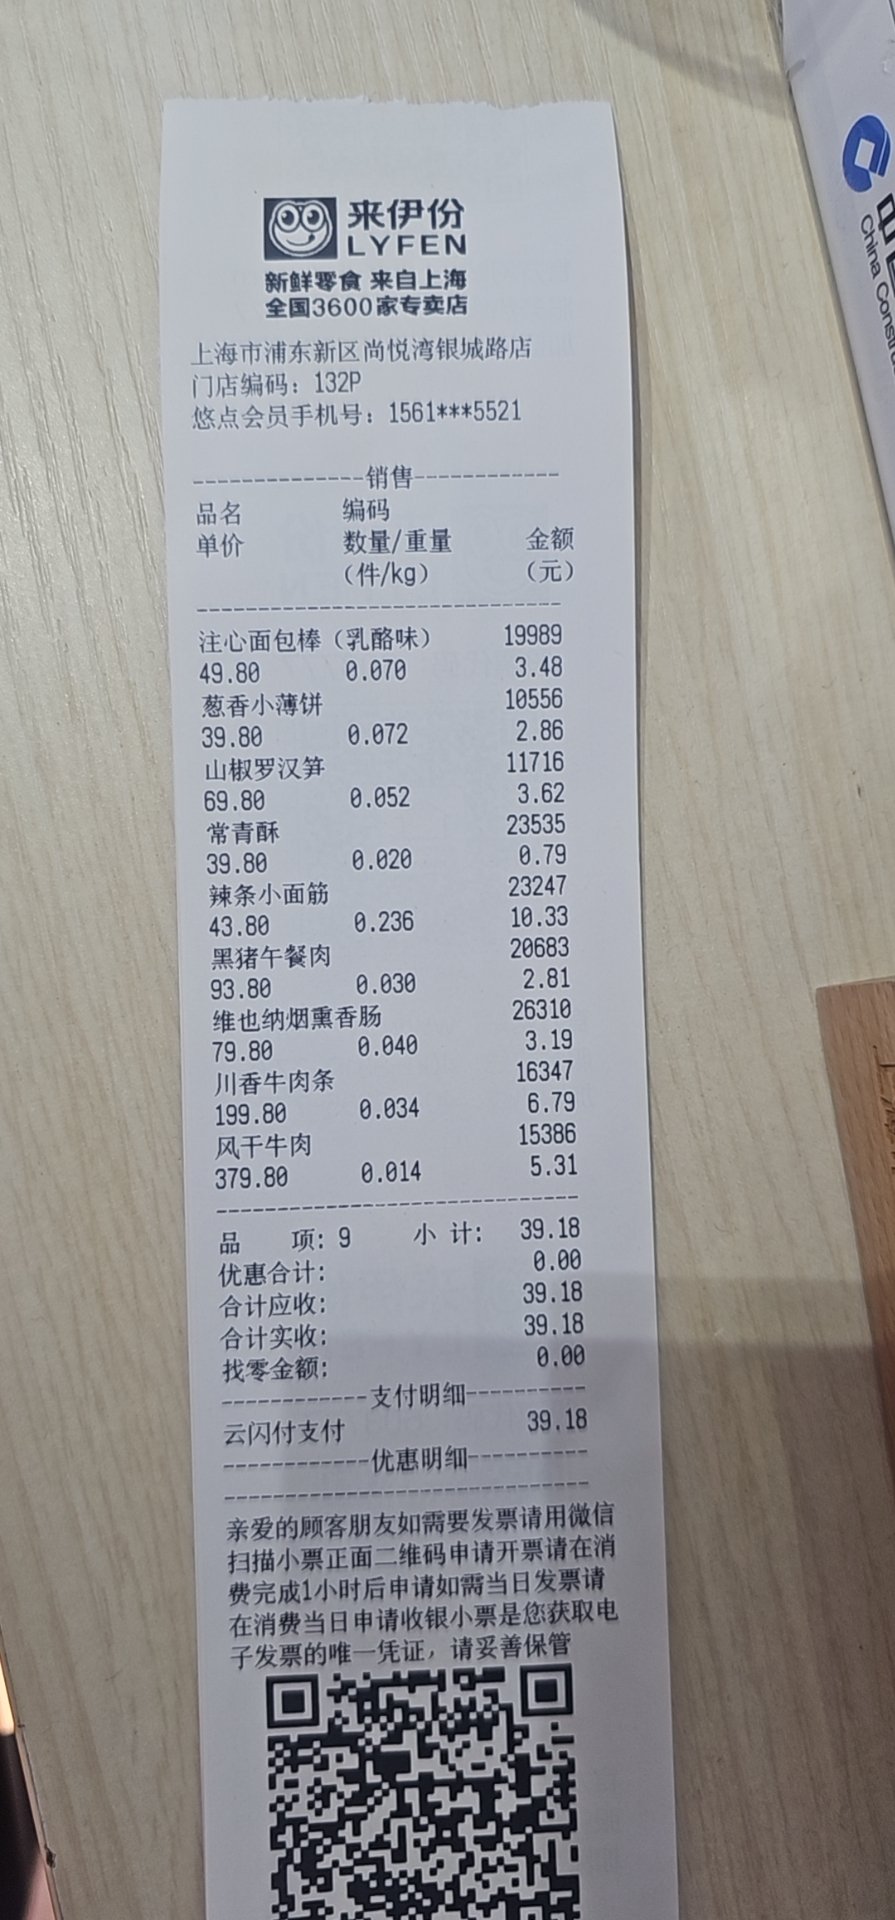 来伊份
LYFEN
新鲜零食 来自上海
全国3600家专卖店
上海市浦东新区尚悦湾银城路店
门店编码：132P
悠点会员手机号：1561***5521
--------------销售------------
品名 编码
单价 数量/重量 金额
（件/kg） （元）
------------------------------
注心面包棒（乳酪味） 19989
49.80 0.070 3.48
葱香小薄饼 10556
39.80 0.072 2.86
山椒罗汉笋 11716
69.80 0.052 3.62
常青酥 23535
39.80 0.020 0.79
辣条小面筋 23247
43.80 0.236 10.33
黑猪午餐肉 20683
93.80 0.030 2.81
维也纳烟熏香肠 26310
79.80 0.040 3.19
川香牛肉条 16347
199.80 0.034 6.79
风干牛肉 15386
379.80 0.014 5.31
------------------------------
品 项: 9 小 计: 39.18
优惠合计: 0.00
合计应收: 39.18
合计实收: 39.18
找零金额: 0.00
------------支付明细----------
云闪付支付 39.18
------------优惠明细----------
------------------------------
亲爱的顾客朋友如需要发票请用微信
扫描小票正面二维码申请开票请在消
费完成1小时后申请如需当日发票请
在消费当日申请收银小票是您获取电
子发票的唯一凭证，请妥善保管
China Constr